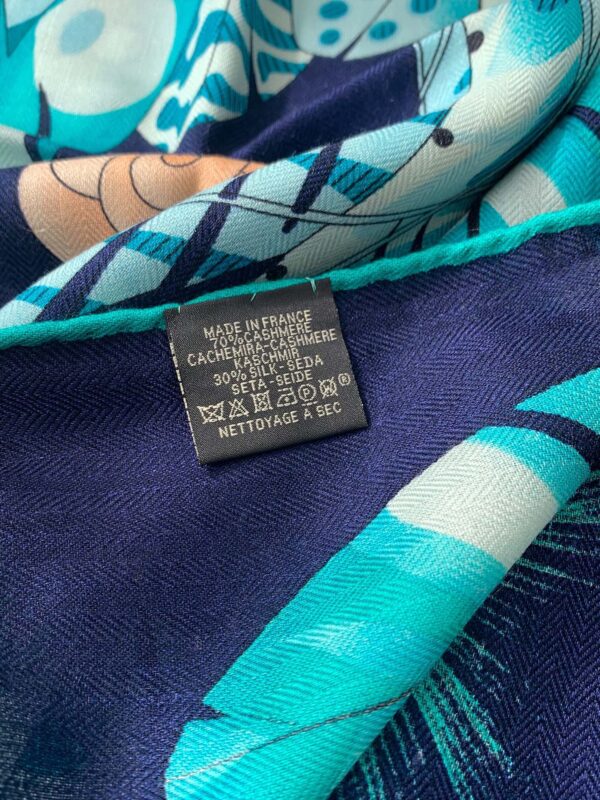 MADE IN FRANCE
70% CASHMERE
CACHEMIRA-CASHMERE
KASCHMIR
30% SILK-SEDA
SETA-SEIDE
P ®
NETTOYAGE À SEC